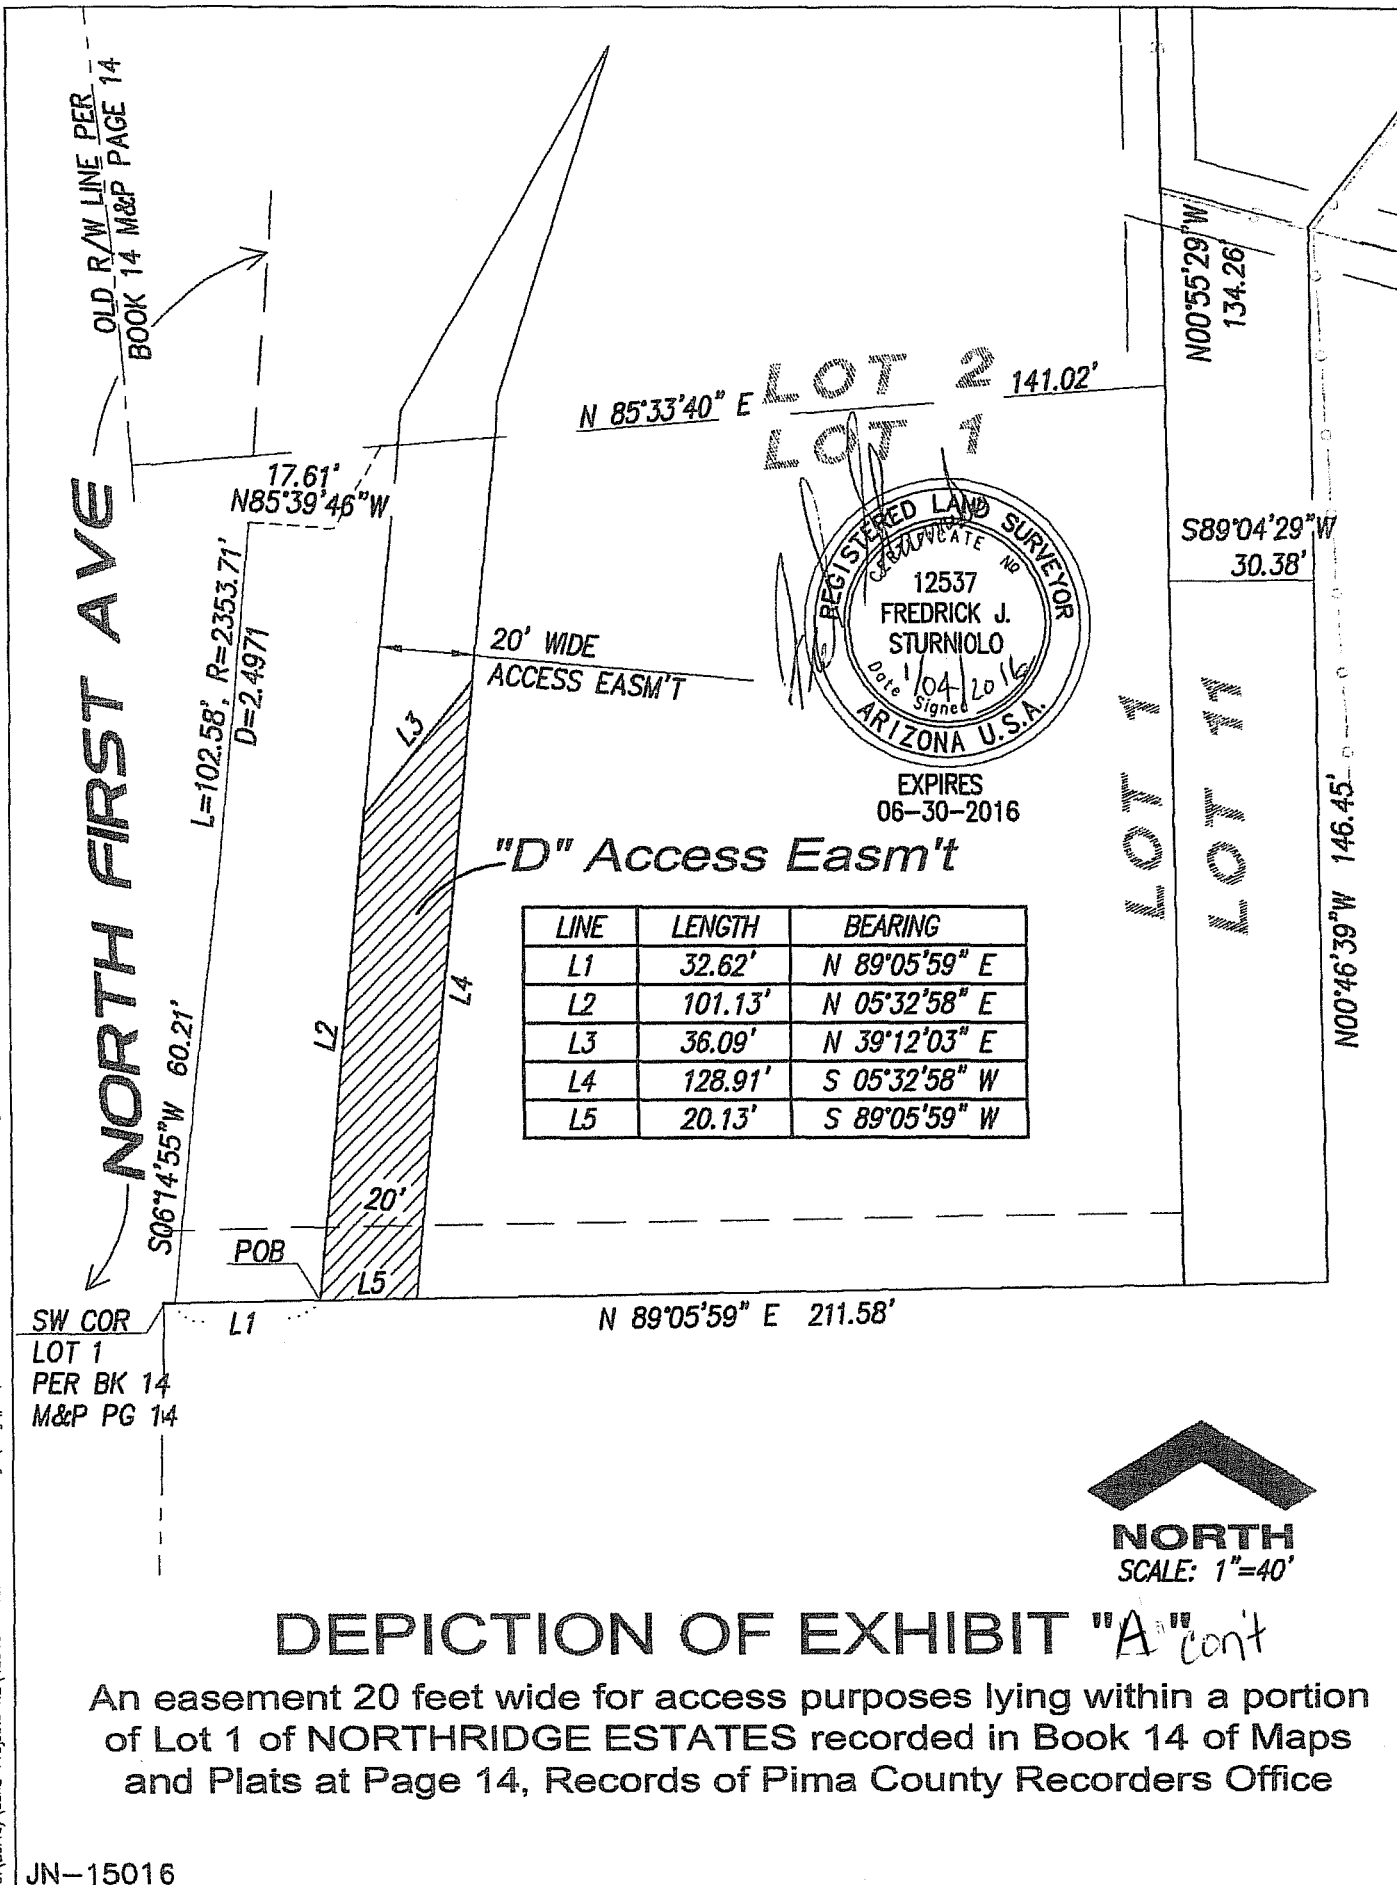 OLD R/W LINE PER
BOOK 14 M&P PAGE 14
NORTH FIRST AVE
17.61'
N85°39'46"W
L=102.58', R=2353.71'
D=2.4971
S06°14'55"W 60.21'
N 85°33'40" E
141.02'
LOT 2
LOT 1
N00°55'29"W
134.26'
S89°04'29"W
30.38'
20' WIDE
ACCESS EASM'T
REGISTERED LAND SURVEYOR
CERTIFICATE NO
12537
FREDRICK J.
STURNIOLO
Date Signed
1/04/2016
ARIZONA U.S.A.
EXPIRES
06-30-2016
LOT 1
LOT 11
N00°46'39"W 146.45'
"D" Access Easm't
L3
L4
L2
LINE LENGTH BEARING
L1 32.62' N 89°05'59" E
L2 101.13' N 05°32'58" E
L3 36.09' N 39°12'03" E
L4 128.91' S 05°32'58" W
L5 20.13' S 89°05'59" W
20'
POB
L5
L1
N 89°05'59" E 211.58'
SW COR
LOT 1
PER BK 14
M&P PG 14
NORTH
SCALE: 1"=40'
DEPICTION OF EXHIBIT "A" con't
An easement 20 feet wide for access purposes lying within a portion
of Lot 1 of NORTHRIDGE ESTATES recorded in Book 14 of Maps
and Plats at Page 14, Records of Pima County Recorders Office
JN-15016